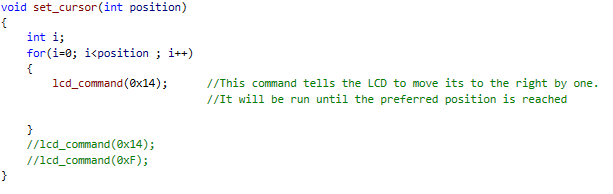 void set_cursor(int position)
{
    int i;
    for(i=0; i<position ; i++)
    {
        lcd_command(0x14);      //This command tells the LCD to move its to the right by one.
                                //It will be run until the preferred position is reached
    }
    //lcd_command(0x14);
    //lcd_command(0xF);
}